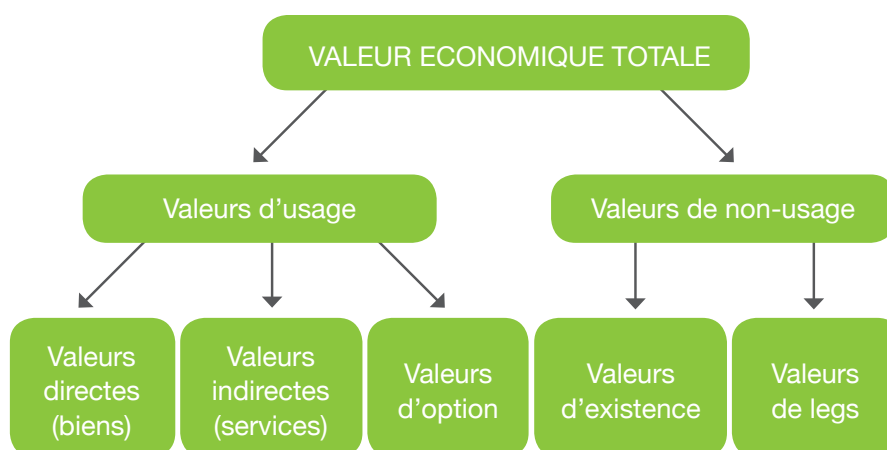 VALEUR ECONOMIQUE TOTALE
Valeurs d’usage
Valeurs de non-usage
Valeurs
directes
(biens)
Valeurs
indirectes
(services)
Valeurs
d’option
Valeurs
d’existence
Valeurs
de legs